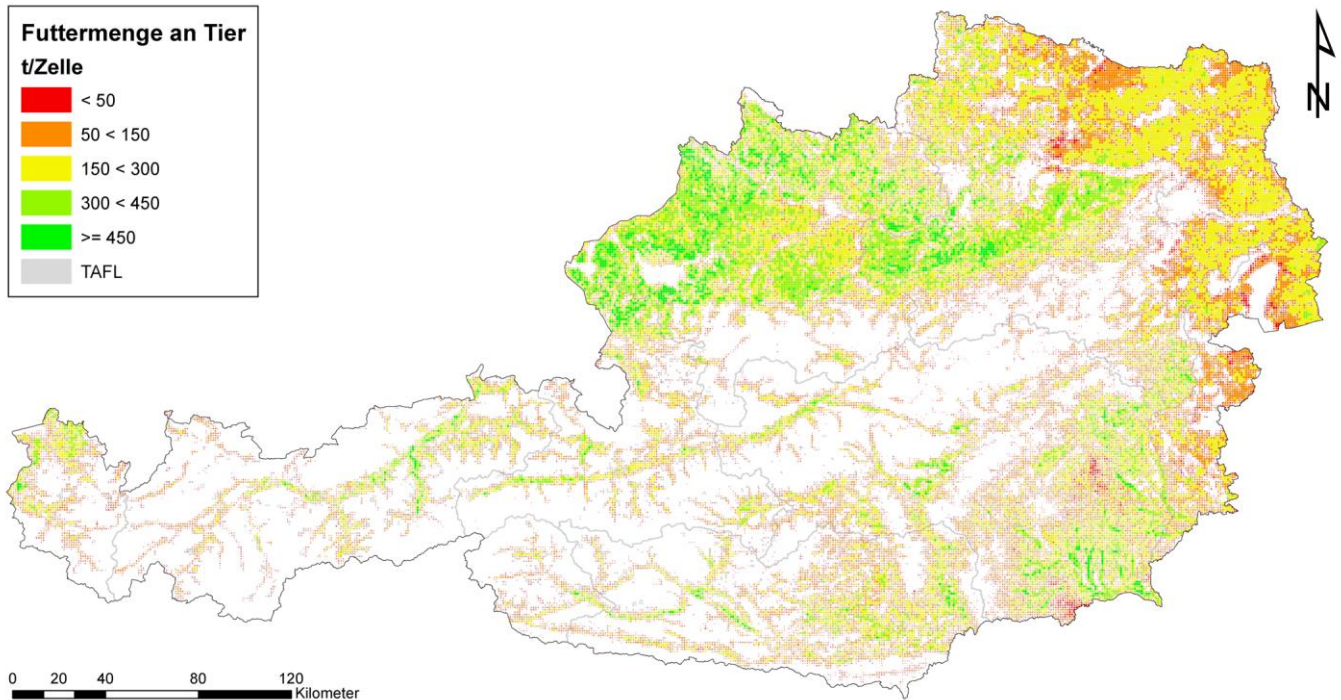 Futtermenge an Tier
t/Zelle
< 50
50 < 150
150 < 300
300 < 450
>= 450
TAFL
N
0 20 40 80 120
Kilometer